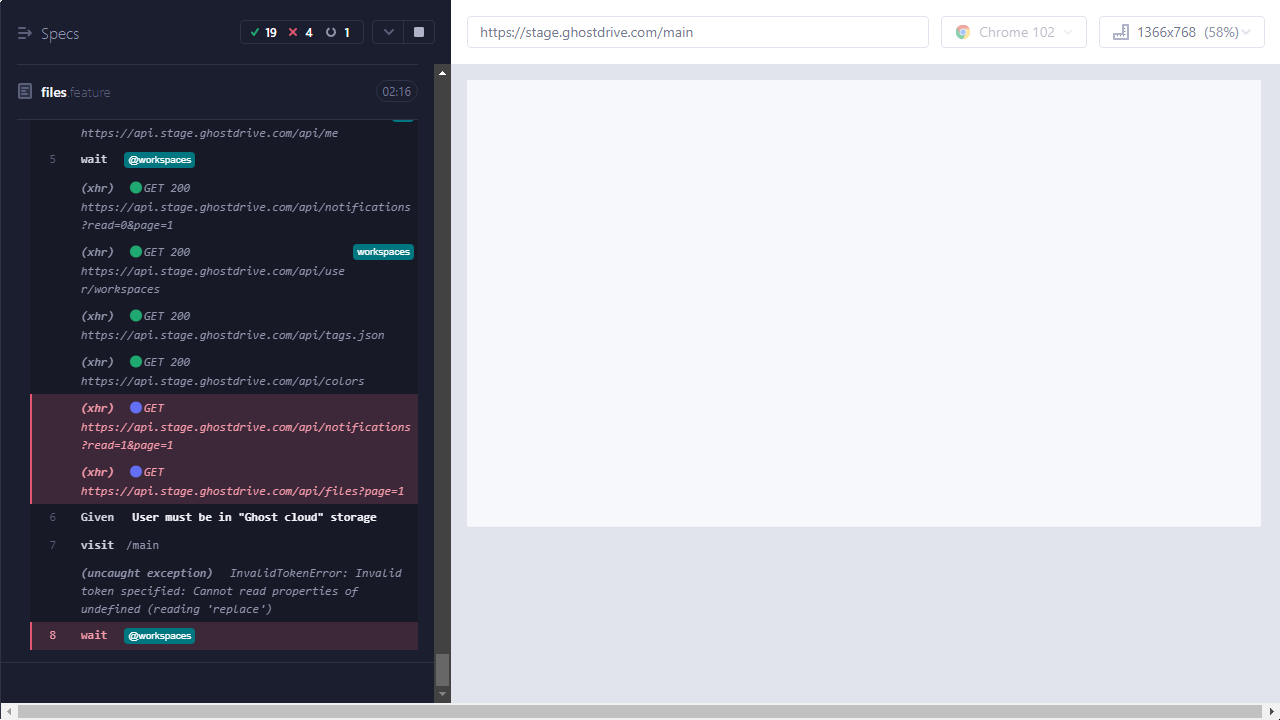 Specs
19 4 1
https://stage.ghostdrive.com/main
Chrome 102
1366x768 (58%)
files.feature
02:16
https://api.stage.ghostdrive.com/api/me
5 wait @workspaces
(xhr) GET 200
https://api.stage.ghostdrive.com/api/notifications
?read=0&page=1
(xhr) GET 200 workspaces
https://api.stage.ghostdrive.com/api/use
r/workspaces
(xhr) GET 200
https://api.stage.ghostdrive.com/api/tags.json
(xhr) GET 200
https://api.stage.ghostdrive.com/api/colors
(xhr) GET
https://api.stage.ghostdrive.com/api/notifications
?read=1&page=1
(xhr) GET
https://api.stage.ghostdrive.com/api/files?page=1
6 Given User must be in "Ghost cloud" storage
7 visit /main
(uncaught exception) InvalidTokenError: Invalid
token specified: Cannot read properties of
undefined (reading 'replace')
8 wait @workspaces